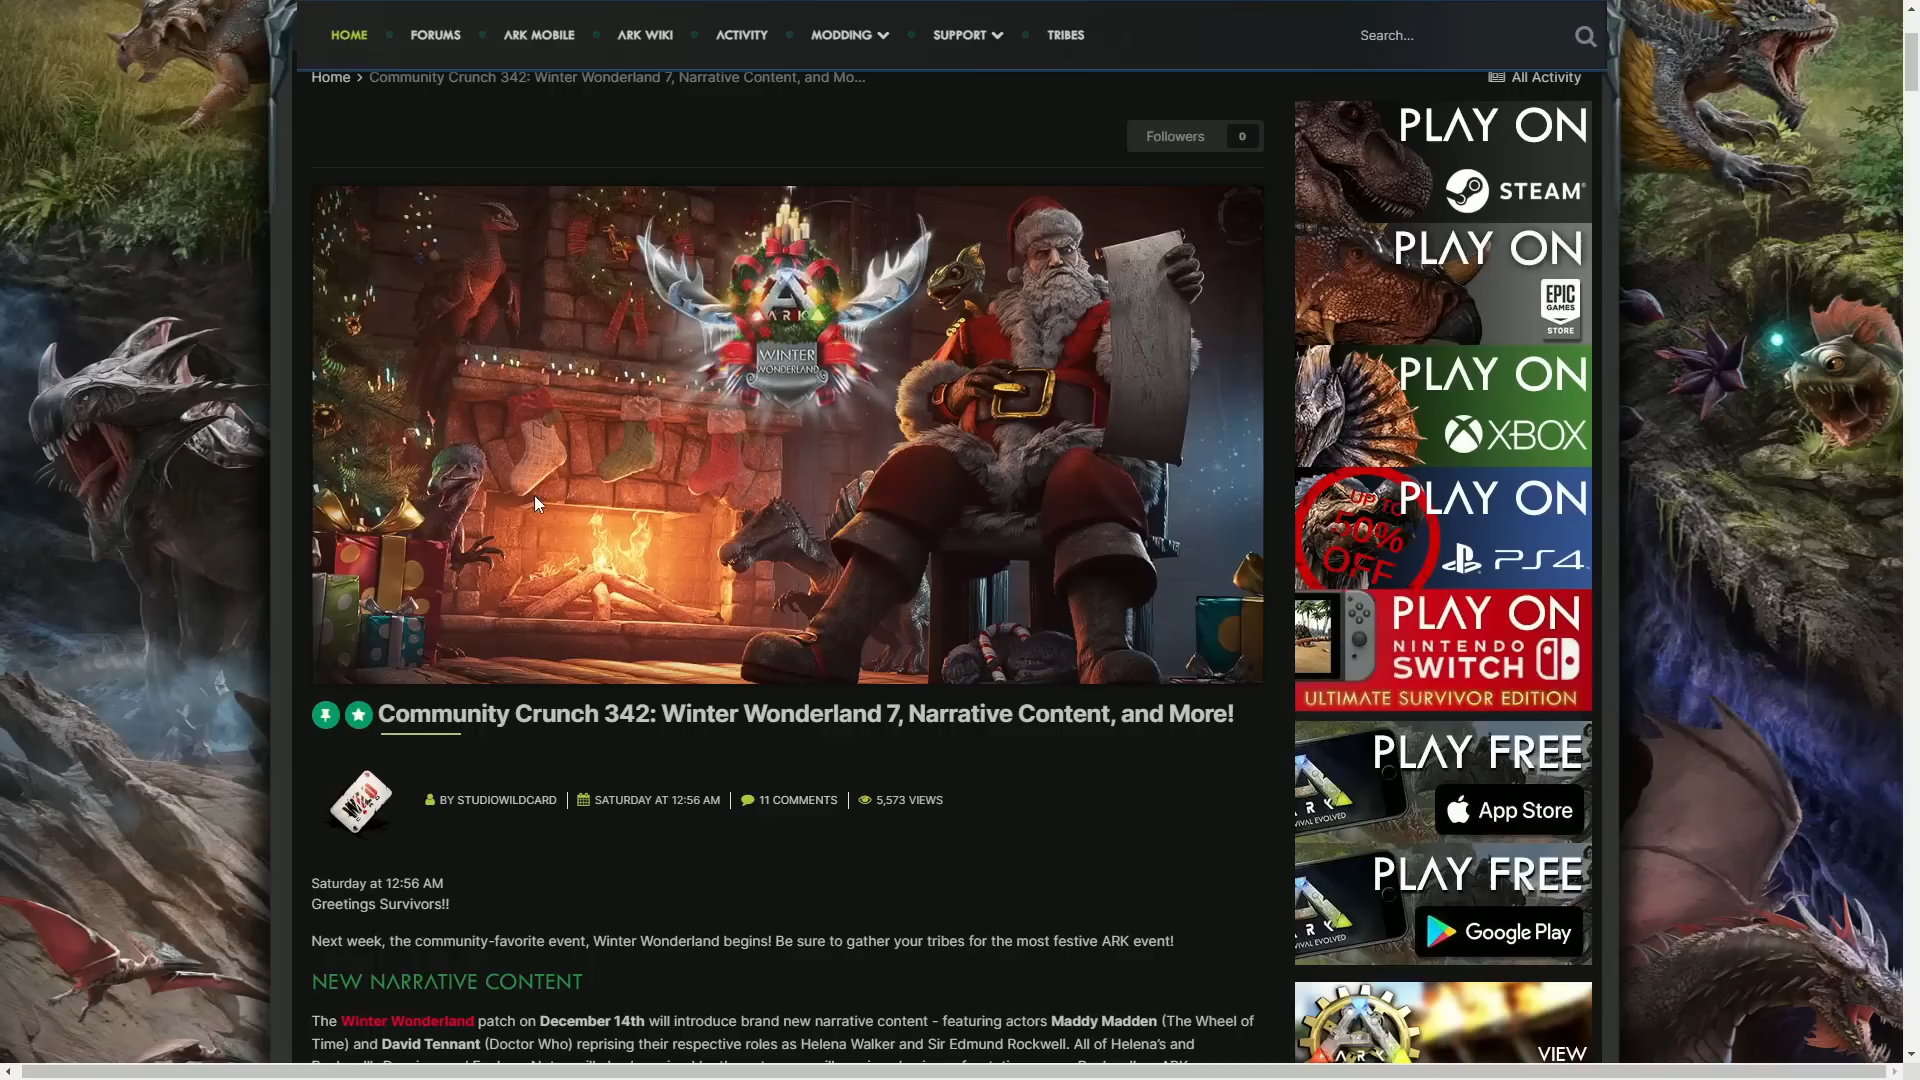 HOME FORUMS ARK MOBILE ARK WIKI ACTIVITY MODDING SUPPORT TRIBES Search...
Home > Community Crunch 342: Winter Wonderland 7, Narrative Content, and Mo...
All Activity
Followers 0
ARK
WINTER
WONDERLAND
Community Crunch 342: Winter Wonderland 7, Narrative Content, and More!
BY STUDIOWILDCARD SATURDAY AT 12:56 AM 11 COMMENTS 5,573 VIEWS
Saturday at 12:56 AM
Greetings Survivors!!
Next week, the community-favorite event, Winter Wonderland begins! Be sure to gather your tribes for the most festive ARK event!
NEW NARRATIVE CONTENT
The Winter Wonderland patch on December 14th will introduce brand new narrative content - featuring actors Maddy Madden (The Wheel of
Time) and David Tennant (Doctor Who) reprising their respective roles as Helena Walker and Sir Edmund Rockwell. All of Helena's and
PLAY ON
STEAM
PLAY ON
EPIC
GAMES
STORE
PLAY ON
XBOX
UP TO
50%
OFF
PLAY ON
PS4
PLAY ON
NINTENDO
SWITCH
ULTIMATE SURVIVOR EDITION
PLAY FREE
App Store
PLAY FREE
Google Play
VIEW